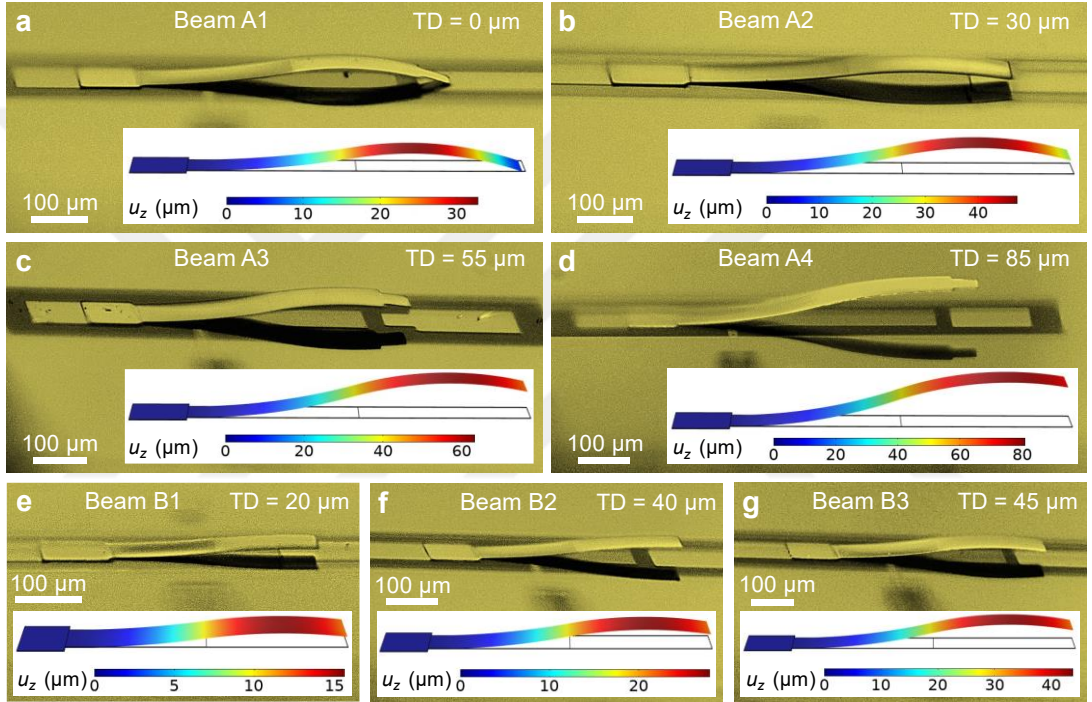 a Beam A1 TD = 0 μm
100 μm
u_z (μm) 0 10 20 30
b Beam A2 TD = 30 μm
100 μm
u_z (μm) 0 10 20 30 40
c Beam A3 TD = 55 μm
100 μm
u_z (μm) 0 20 40 60
d Beam A4 TD = 85 μm
100 μm
u_z (μm) 0 20 40 60 80
e Beam B1 TD = 20 μm
100 μm
u_z (μm) 0 5 10 15
f Beam B2 TD = 40 μm
100 μm
u_z (μm) 0 10 20
g Beam B3 TD = 45 μm
100 μm
u_z (μm) 0 10 20 30 40